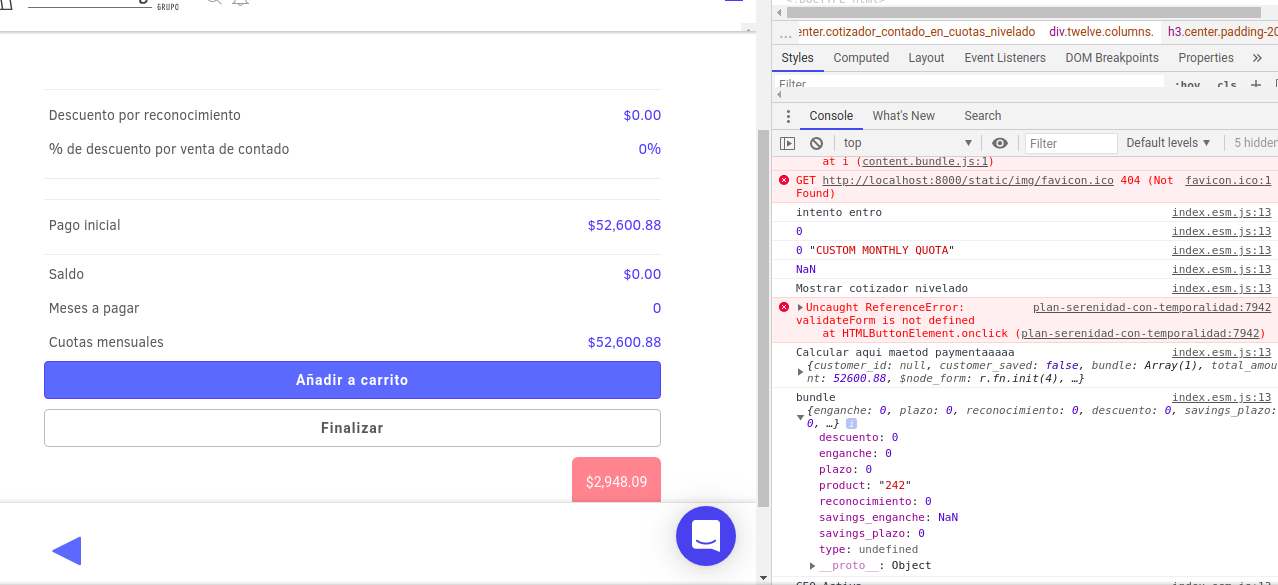 GRUPO
Descuento por reconocimiento $0.00
% de descuento por venta de contado 0%
Pago inicial $52,600.88
Saldo $0.00
Meses a pagar 0
Cuotas mensuales $52,600.88
Añadir a carrito
Finalizar
$2,948.09
... enter.cotizador_contado_en_cuotas_nivelado div.twelve.columns. h3.center.padding-20
Styles Computed Layout Event Listeners DOM Breakpoints Properties »
Filter :hov .cls +
Console What's New Search
top Filter Default levels 5 hidden
at i (content.bundle.js:1)
GET http://localhost:8000/static/img/favicon.ico 404 (Not favicon.ico:1
Found)
intento entro index.esm.js:13
0 index.esm.js:13
0 "CUSTOM MONTHLY QUOTA" index.esm.js:13
NaN index.esm.js:13
Mostrar cotizador nivelado index.esm.js:13
Uncaught ReferenceError: plan-serenidad-con-temporalidad:7942
validateForm is not defined
at HTMLButtonElement.onclick (plan-serenidad-con-temporalidad:7942)
Calcular aqui maetod paymentaaaaa index.esm.js:13
{customer_id: null, customer_saved: false, bundle: Array(1), total_amou
nt: 52600.88, $node_form: r.fn.init(4), …}
bundle index.esm.js:13
{enganche: 0, plazo: 0, reconocimiento: 0, descuento: 0, savings_plazo:
0, …} i
descuento: 0
enganche: 0
plazo: 0
product: "242"
reconocimiento: 0
savings_enganche: NaN
savings_plazo: 0
type: undefined
__proto__: Object